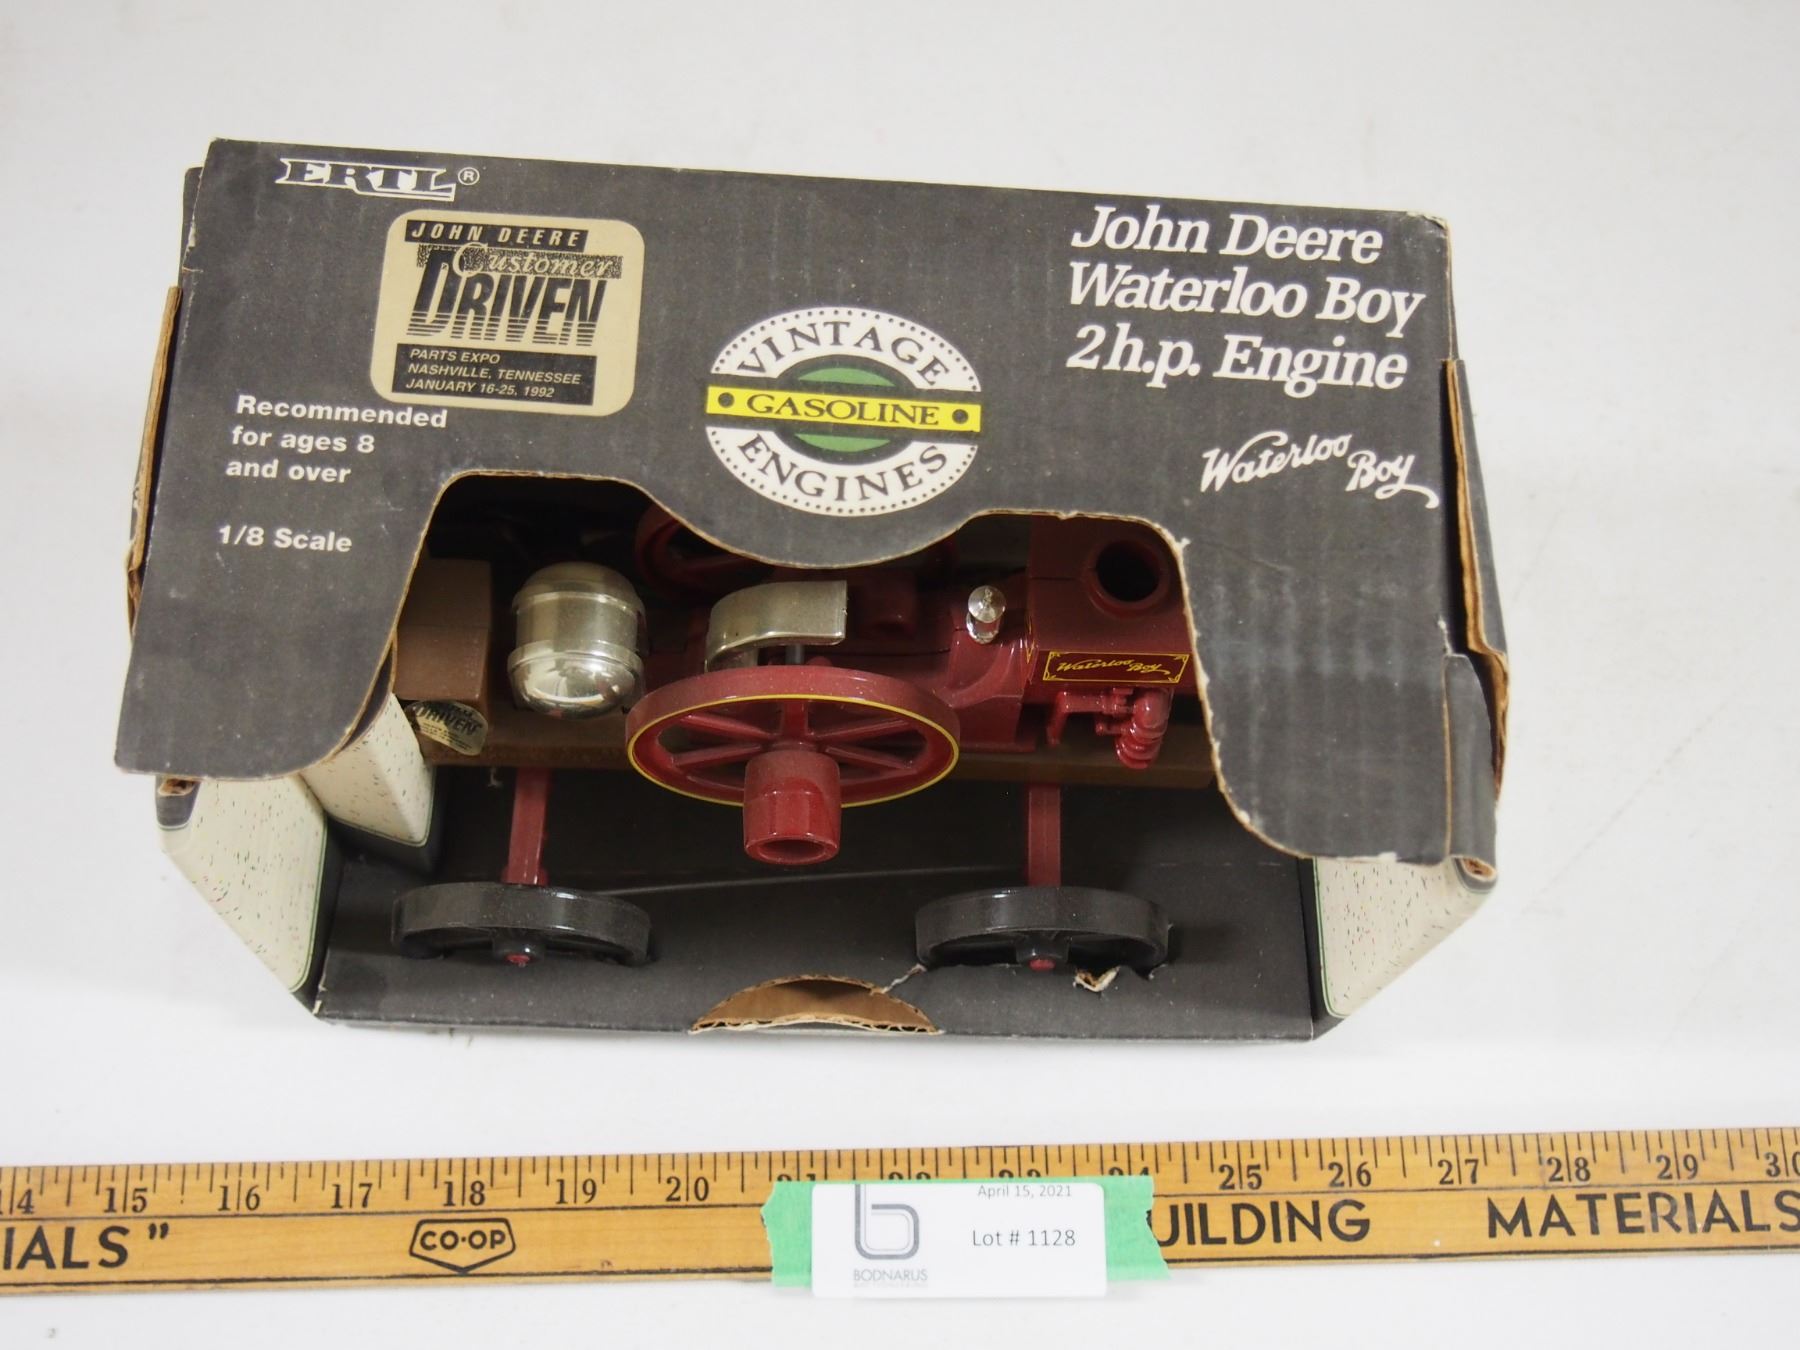 ERTL®
JOHN DEERE
Customer
DRIVEN
PARTS EXPO
NASHVILLE, TENNESSEE
JANUARY 16-25, 1992
Recommended
for ages 8
and over
1/8 Scale
VINTAGE
GASOLINE
ENGINES
John Deere
Waterloo Boy
2 h.p. Engine
Waterloo Boy
Waterloo Boy
DRIVEN
14 15 16 17 18 19 20 21 22 23 24 25 26 27 28 29 30
IALS" CO-OP UILDING MATERIALS
April 15, 2021
Lot # 1128
BODNARUS